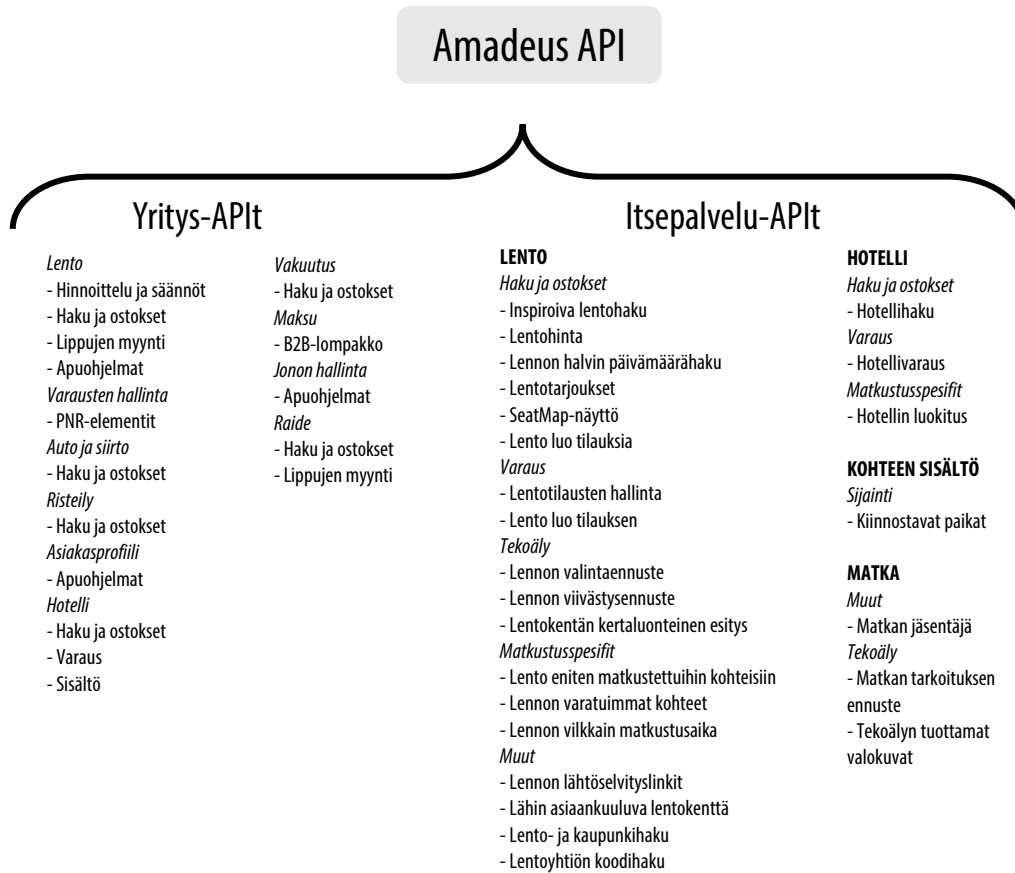 Amadeus API
Yritys-APIt
Lento
- Hinnoittelu ja säännöt
- Haku ja ostokset
- Lippujen myynti
- Apuohjelmat
Varausten hallinta
- PNR-elementit
Auto ja siirto
- Haku ja ostokset
Risteily
- Haku ja ostokset
Asiakasprofiili
- Apuohjelmat
Hotelli
- Haku ja ostokset
- Varaus
- Sisältö
Vakuutus
- Haku ja ostokset
Maksu
- B2B-lompakko
Jonon hallinta
- Apuohjelmat
Raide
- Haku ja ostokset
- Lippujen myynti
Itsepalvelu-APIt
LENTO
Haku ja ostokset
- Inspiroiva lentohaku
- Lentohinta
- Lennon halvin päivämäärähaku
- Lentotarjoukset
- SeatMap-näyttö
- Lento luo tilauksia
Varaus
- Lentotilausten hallinta
- Lento luo tilauksen
Tekoäly
- Lennon valintaennuste
- Lennon viivästysennuste
- Lentokentän kertaluonteinen esitys
Matkustusspesifit
- Lento eniten matkustettuihin kohteisiin
- Lennon varatuimmat kohteet
- Lennon vilkkain matkustusaika
Muut
- Lennon lähtöselvityslinkit
- Lähin asiaankuuluva lentokenttä
- Lento- ja kaupunkihaku
- Lentoyhtiön koodihaku
HOTELLI
Haku ja ostokset
- Hotellihaku
Varaus
- Hotellivaraus
Matkustusspesifit
- Hotellin luokitus
KOHTEEN SISÄLTÖ
Sijainti
- Kiinnostavat paikat
MATKA
Muut
- Matkan jäsentäjä
Tekoäly
- Matkan tarkoituksen
ennuste
- Tekoälyn tuottamat
valokuvat